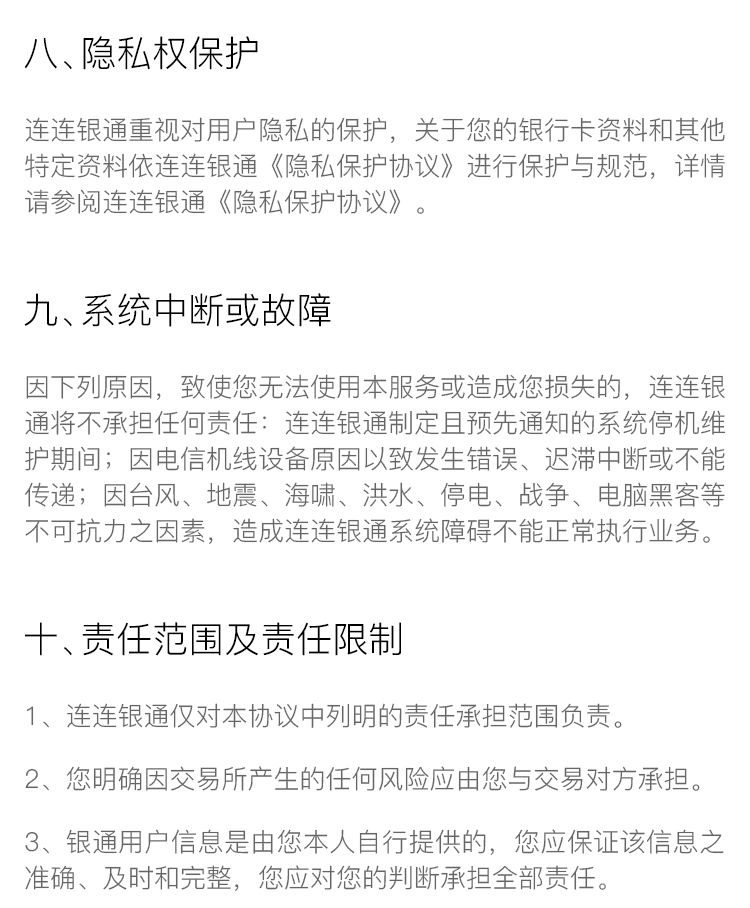 八、隐私权保护
连连银通重视对用户隐私的保护，关于您的银行卡资料和其他
特定资料依连连银通《隐私保护协议》进行保护与规范，详情
请参阅连连银通《隐私保护协议》。
九、系统中断或故障
因下列原因，致使您无法使用本服务或造成您损失的，连连银
通将不承担任何责任：连连银通制定且预先通知的系统停机维
护期间；因电信机线设备原因以致发生错误、迟滞中断或不能
传递；因台风、地震、海啸、洪水、停电、战争、电脑黑客等
不可抗力之因素，造成连连银通系统障碍不能正常执行业务。
十、责任范围及责任限制
1、连连银通仅对本协议中列明的责任承担范围负责。
2、您明确因交易所产生的任何风险应由您与交易对方承担。
3、银通用户信息是由您本人自行提供的，您应保证该信息之
准确、及时和完整，您应对您的判断承担全部责任。